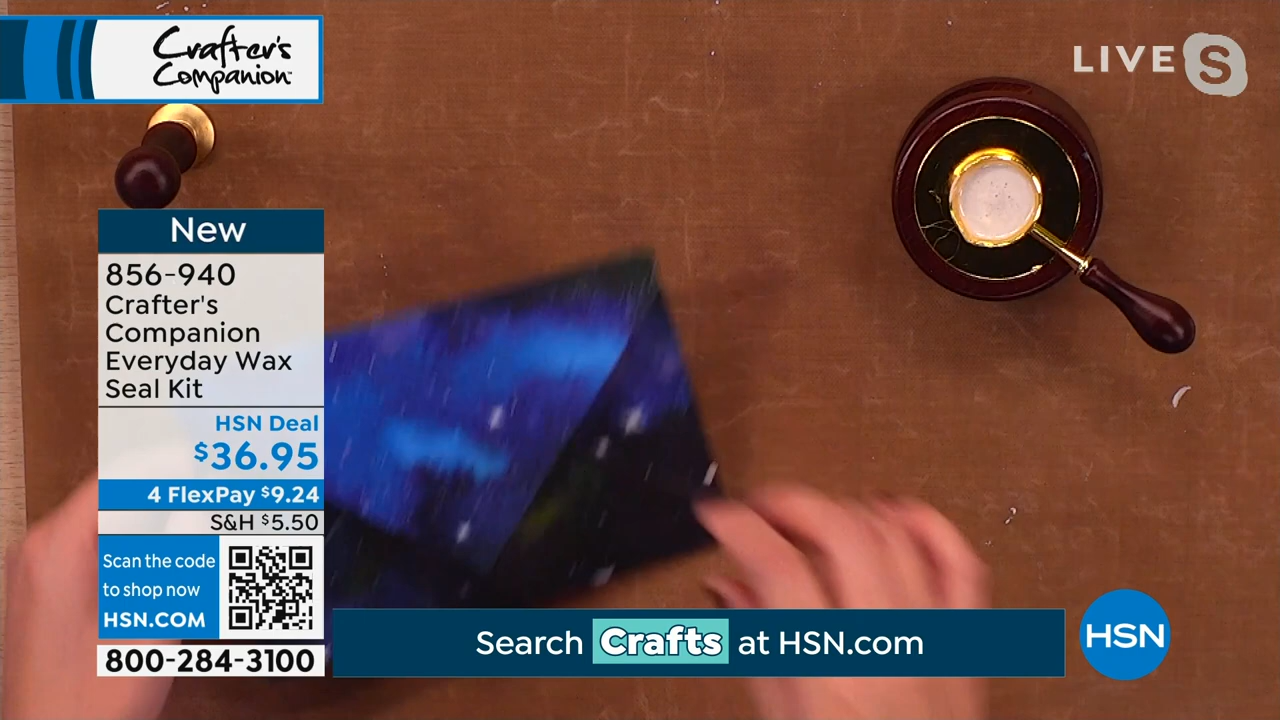 Crafter's
Companion
LIVE S
New
856-940
Crafter's
Companion
Everyday Wax
Seal Kit
HSN Deal
$36.95
4 FlexPay $9.24
S&H $5.50
Scan the code
to shop now
HSN.COM
800-284-3100
Search Crafts at HSN.com
HSN